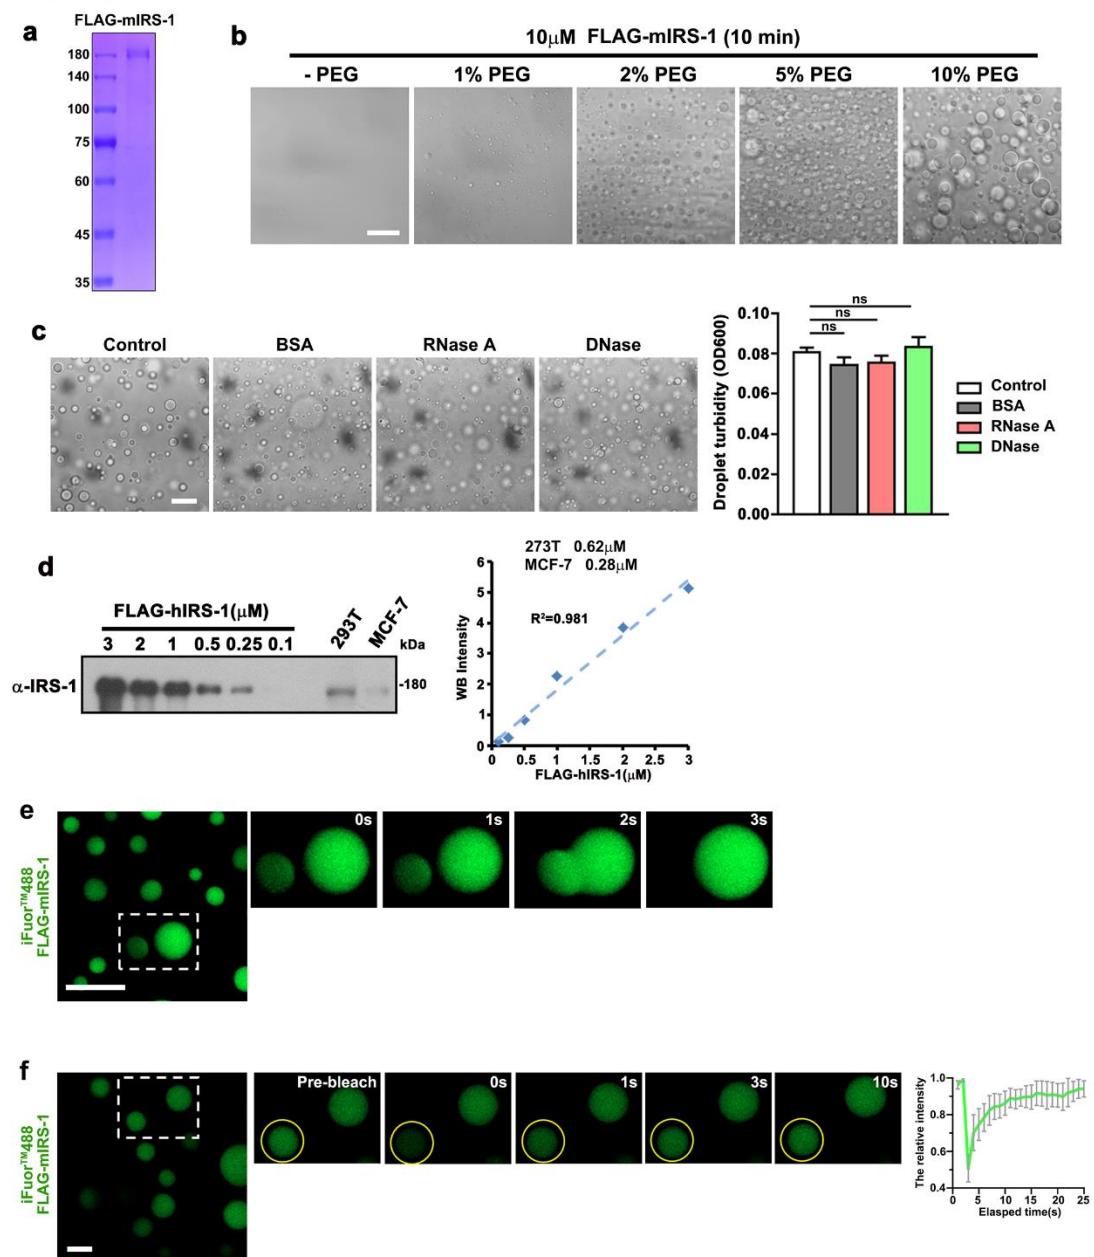 a
FLAG-mIRS-1
180
140
100
75
60
45
35
b
10μM FLAG-mIRS-1 (10 min)
- PEG
1% PEG
2% PEG
5% PEG
10% PEG
c
Control
BSA
RNase A
DNase
Droplet turbidity (OD600)
0.10
0.08
0.06
0.04
0.02
0.00
ns
ns
ns
Control
BSA
RNase A
DNase
d
FLAG-hIRS-1(μM)
3 2 1 0.5 0.25 0.1
293T
MCF-7
kDa
α-IRS-1
-180
273T 0.62μM
MCF-7 0.28μM
R²=0.981
WB Intensity
6
5
4
3
2
1
0
0 0.5 1 1.5 2 2.5 3
FLAG-hIRS-1(μM)
e
iFuor™488
FLAG-mIRS-1
0s
1s
2s
3s
f
iFuor™488
FLAG-mIRS-1
Pre-bleach
0s
1s
3s
10s
The relative intensity
1.0
0.8
0.6
0.4
0 5 10 15 20 25
Elasped time(s)